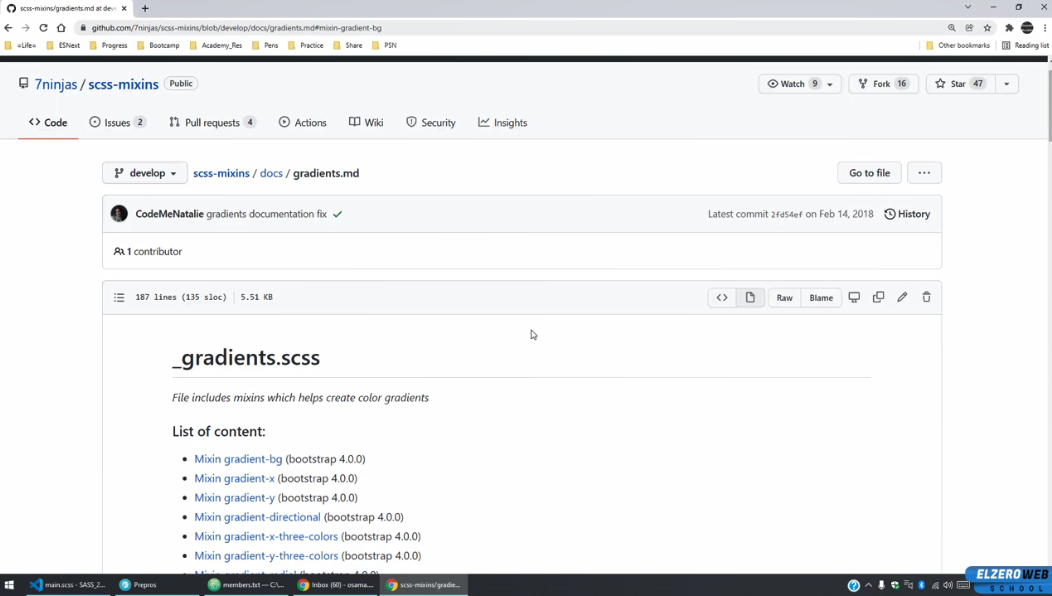 scss-mixins/gradients.md at deve
github.com/7ninjas/scss-mixins/blob/develop/docs/gradients.md#mixin-gradient-bg
=Life= ESNext Progress Bootcamp Academy_Res Pens Practice Share PSN Other bookmarks Reading list
7ninjas / scss-mixins Public Watch 9 Fork 16 Star 47
Code Issues 2 Pull requests 4 Actions Wiki Security Insights
develop scss-mixins / docs / gradients.md Go to file ...
CodeMeNatalie gradients documentation fix Latest commit 2fd54ef on Feb 14, 2018 History
1 contributor
187 lines (135 sloc) 5.51 KB <> Raw Blame
_gradients.scss
File includes mixins which helps create color gradients
List of content:
• Mixin gradient-bg (bootstrap 4.0.0)
• Mixin gradient-x (bootstrap 4.0.0)
• Mixin gradient-y (bootstrap 4.0.0)
• Mixin gradient-directional (bootstrap 4.0.0)
• Mixin gradient-x-three-colors (bootstrap 4.0.0)
• Mixin gradient-y-three-colors (bootstrap 4.0.0)
main.scss - SASS_2... Prepros members.txt — C:\... Inbox (60) - osama... scss-mixins/gradie...
ELZEROWEB
SCHOOL